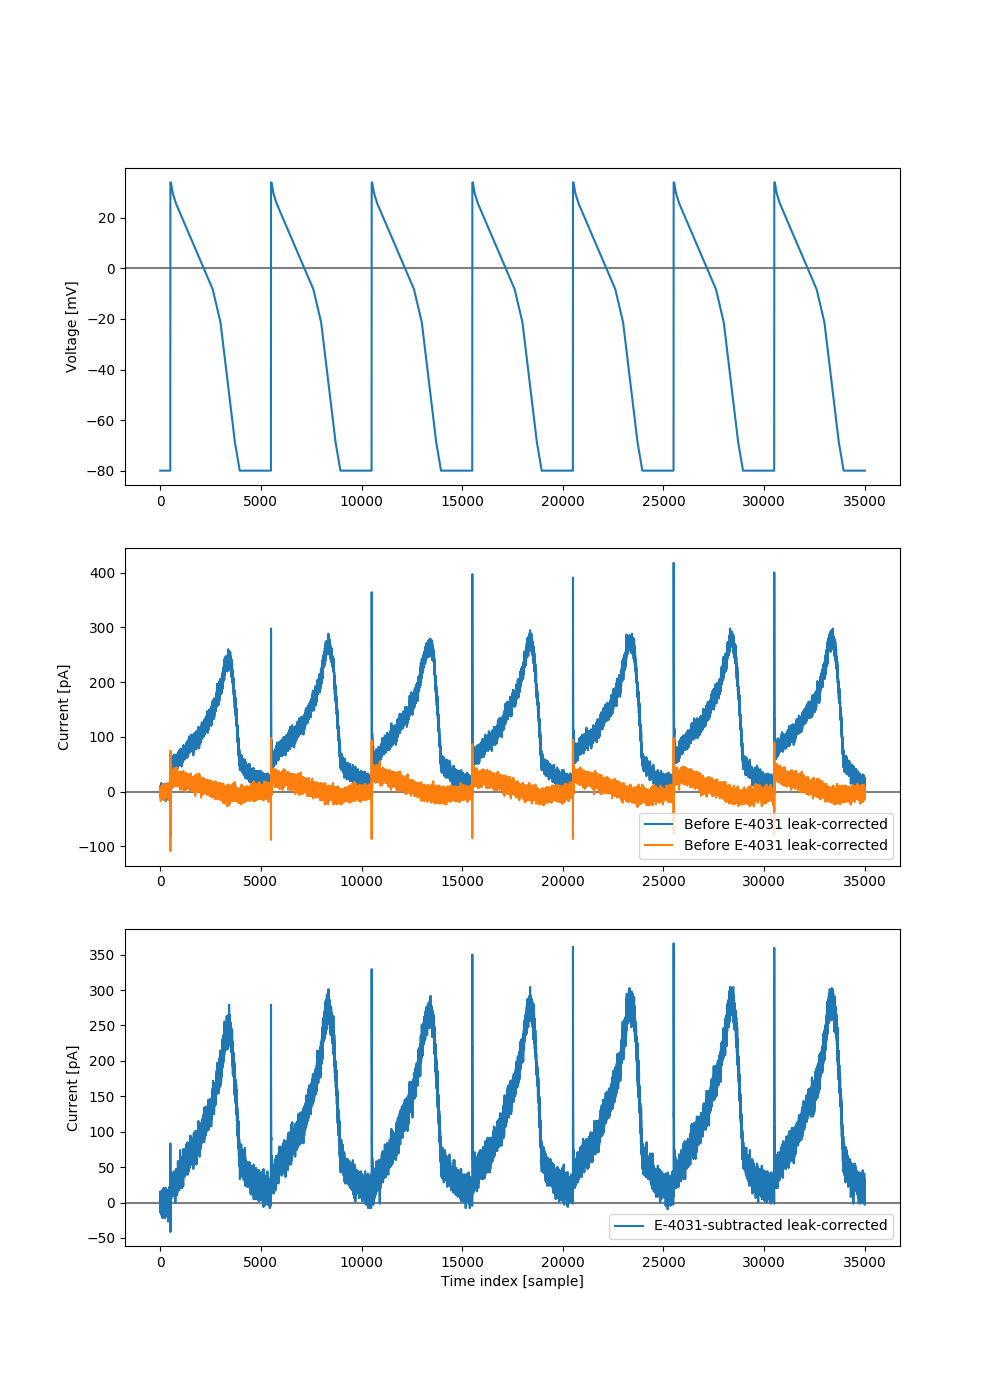 20
0
−20
−40
−60
−80
Voltage [mV]
0 5000 10000 15000 20000 25000 30000 35000
400
300
200
100
0
−100
Current [pA]
Before E-4031 leak-corrected
Before E-4031 leak-corrected
0 5000 10000 15000 20000 25000 30000 35000
350
300
250
200
150
100
50
0
−50
Current [pA]
E-4031-subtracted leak-corrected
0 5000 10000 15000 20000 25000 30000 35000
Time index [sample]